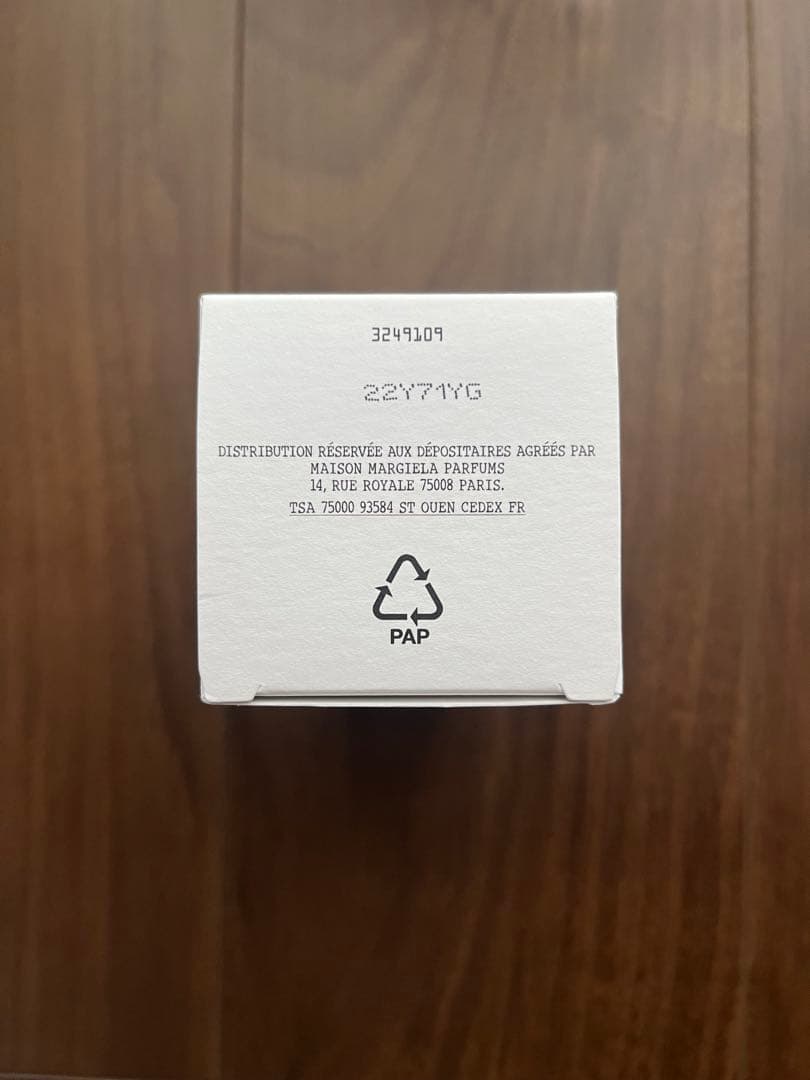 3249109
22Y71YG
DISTRIBUTION RÉSERVÉE AUX DÉPOSITAIRES AGRÉÉS PAR
MAISON MARGIELA PARFUMS
14, RUE ROYALE 75008 PARIS.
TSA 75000 93584 ST OUEN CEDEX FR
PAP